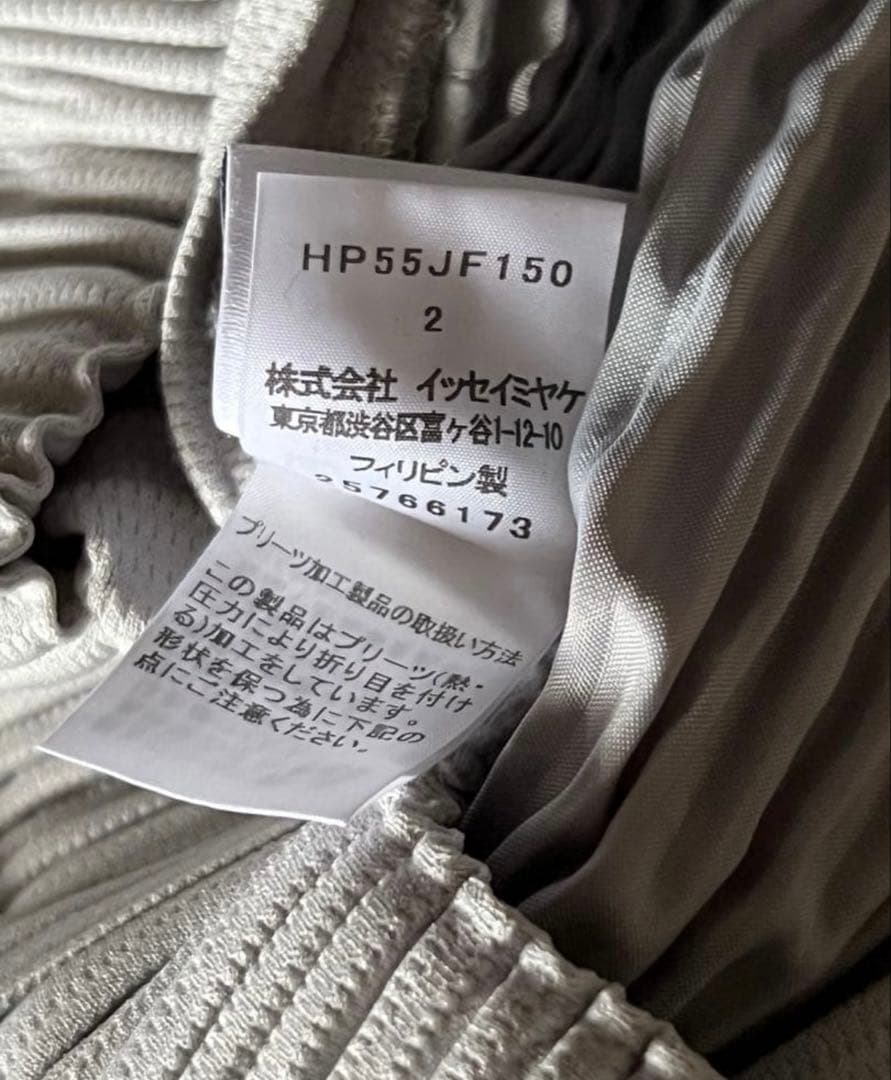 HP55JF150
2
株式会社 イッセイミヤケ
東京都渋谷区富ヶ谷1-12-10
フィリピン製
25766173
プリーツ加工製品の取扱い方法
この製品はプリーツ(熱・
圧力により折り目を付け
る)加工をしています。
形状を保つ為に下記の
点にご注意ください。